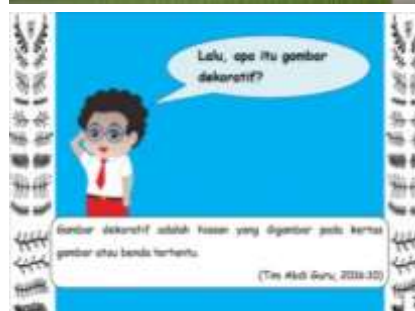 Lalu, apa itu gambar
dekoratif?
Gambar dekoratif adalah hiasan yang digambar pada kertas
gambar atau benda tertentu.
(Tim Abdi Guru, 2016:10)